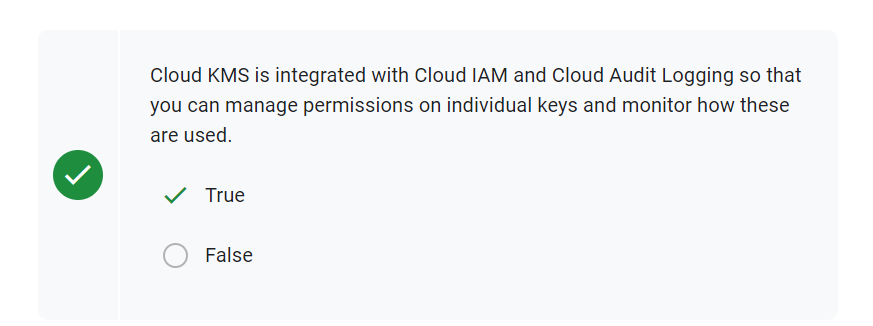 Cloud KMS is integrated with Cloud IAM and Cloud Audit Logging so that
you can manage permissions on individual keys and monitor how these
are used.
True
False